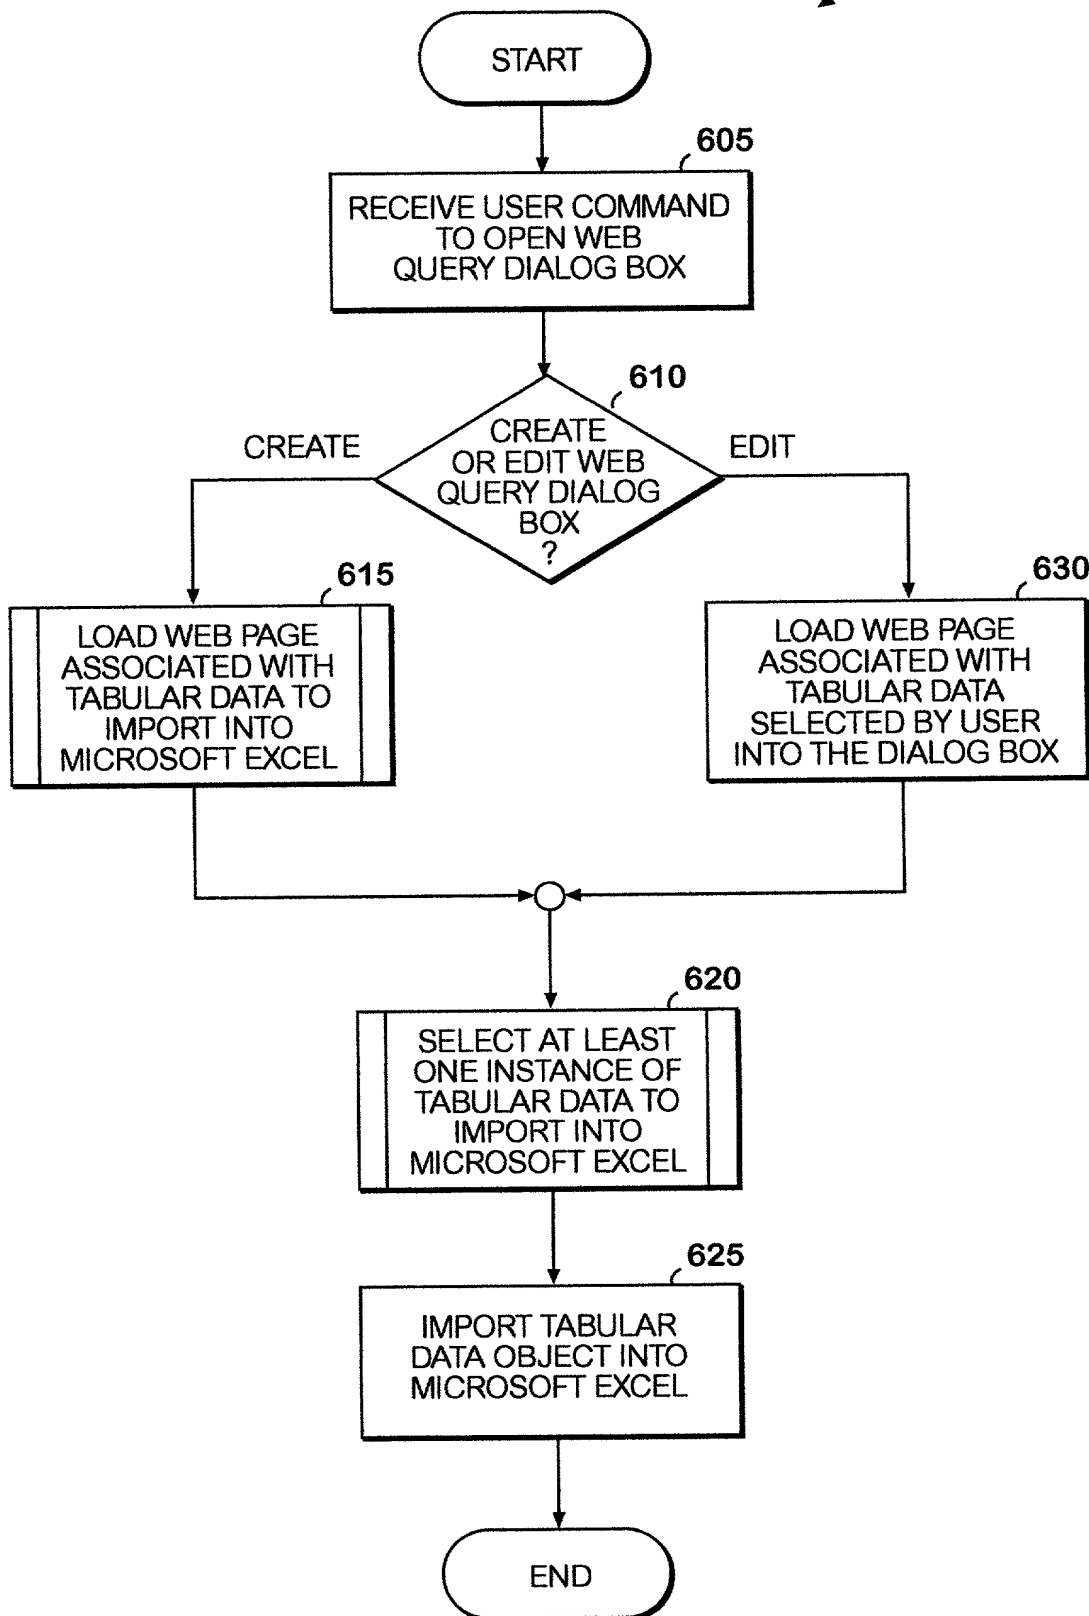 START
605
RECEIVE USER COMMAND
TO OPEN WEB
QUERY DIALOG BOX
610
CREATE
OR EDIT WEB
QUERY DIALOG
BOX
?
CREATE
EDIT
615
LOAD WEB PAGE
ASSOCIATED WITH
TABULAR DATA TO
IMPORT INTO
MICROSOFT EXCEL
630
LOAD WEB PAGE
ASSOCIATED WITH
TABULAR DATA
SELECTED BY USER
INTO THE DIALOG BOX
620
SELECT AT LEAST
ONE INSTANCE OF
TABULAR DATA TO
IMPORT INTO
MICROSOFT EXCEL
625
IMPORT TABULAR
DATA OBJECT INTO
MICROSOFT EXCEL
END